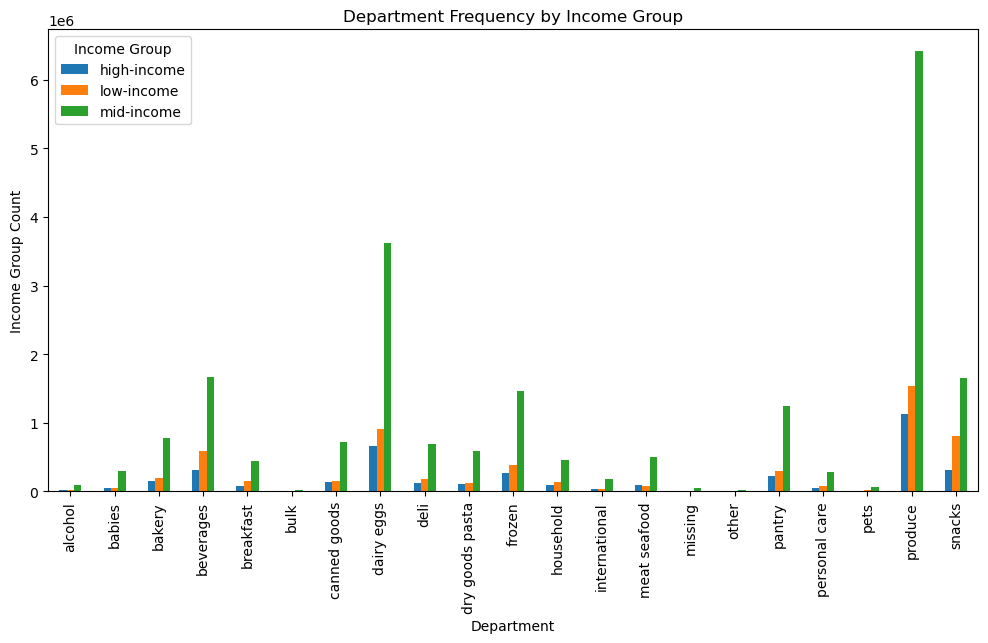 Department Frequency by Income Group
1e6
Income Group
high-income
low-income
mid-income
6
5
4
3
2
1
0
Income Group Count
alcohol
babies
bakery
beverages
breakfast
bulk
canned goods
dairy eggs
deli
dry goods pasta
frozen
household
international
meat seafood
missing
other
pantry
personal care
pets
produce
snacks
Department